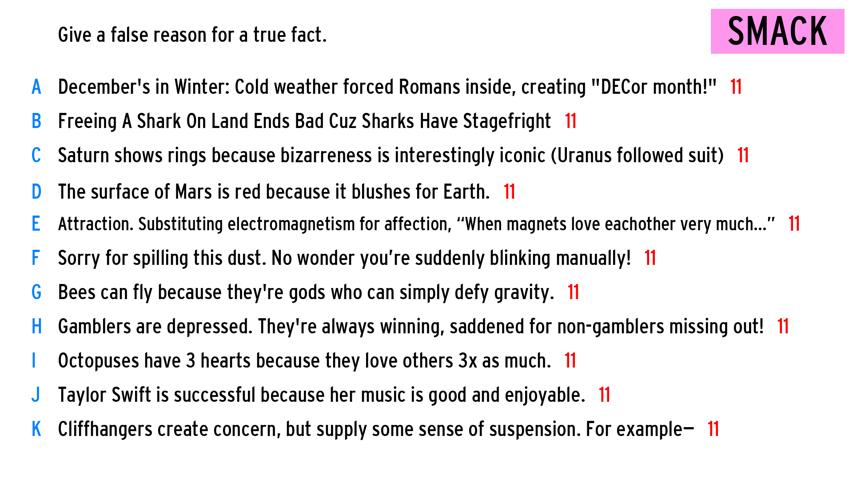 Give a false reason for a true fact.
SMACK
A December's in Winter: Cold weather forced Romans inside, creating "DECor month!" 11
B Freeing A Shark On Land Ends Bad Cuz Sharks Have Stagefright 11
C Saturn shows rings because bizarreness is interestingly iconic (Uranus followed suit) 11
D The surface of Mars is red because it blushes for Earth. 11
E Attraction. Substituting electromagnetism for affection, “When magnets love eachother very much...” 11
F Sorry for spilling this dust. No wonder you’re suddenly blinking manually! 11
G Bees can fly because they're gods who can simply defy gravity. 11
H Gamblers are depressed. They're always winning, saddened for non-gamblers missing out! 11
I Octopuses have 3 hearts because they love others 3x as much. 11
J Taylor Swift is successful because her music is good and enjoyable. 11
K Cliffhangers create concern, but supply some sense of suspension. For example— 11